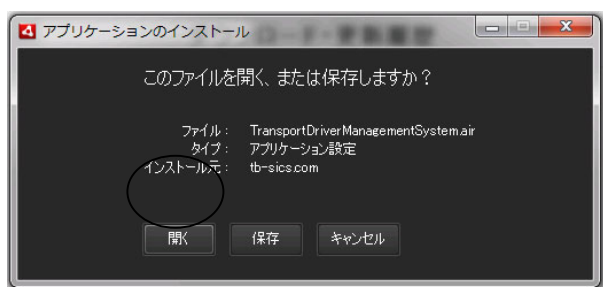 アプリケーションのインストール
このファイルを開く、または保存しますか？
ファイル： TransportDriverManagementSystem.air
タイプ： アプリケーション設定
インストール元： tb-sics.com
開く 保存 キャンセル